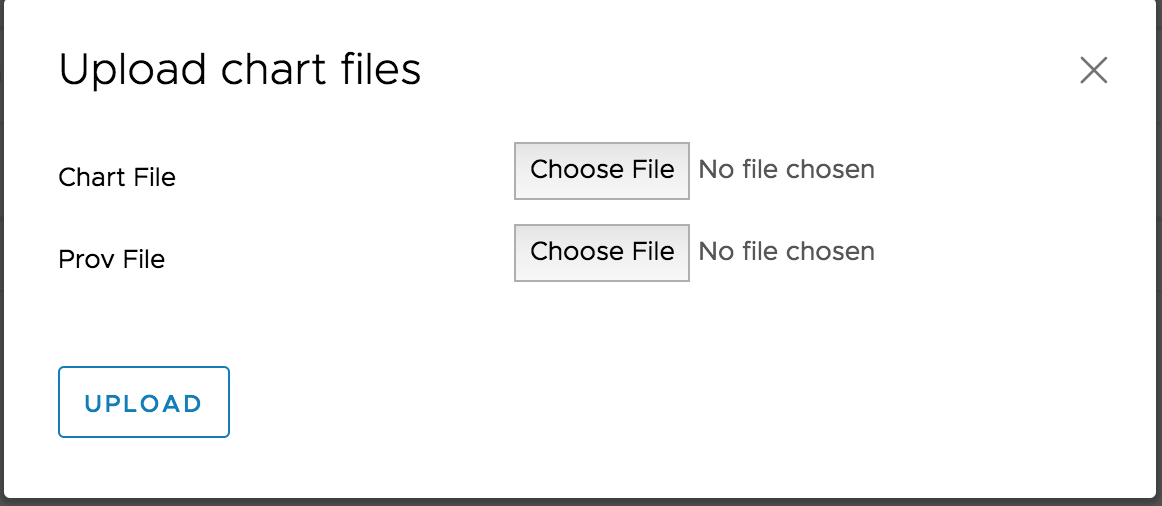 Upload chart files
Chart File Choose File No file chosen
Prov File Choose File No file chosen
UPLOAD